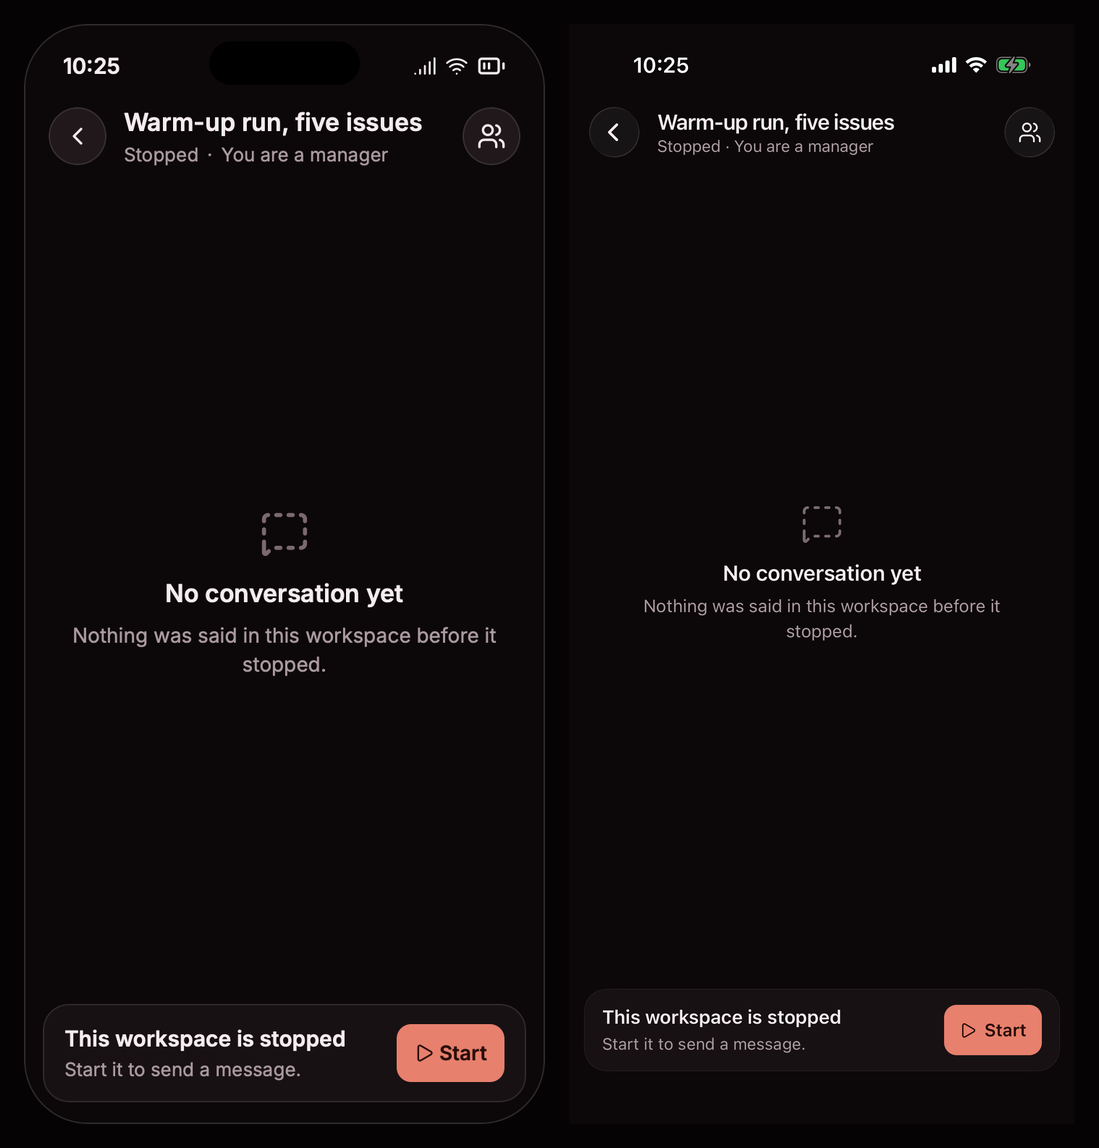 10:25
Warm-up run, five issues
Stopped · You are a manager
No conversation yet
Nothing was said in this workspace before it
stopped.
This workspace is stopped
Start it to send a message.
Start
10:25
Warm-up run, five issues
Stopped · You are a manager
No conversation yet
Nothing was said in this workspace before it
stopped.
This workspace is stopped
Start it to send a message.
Start